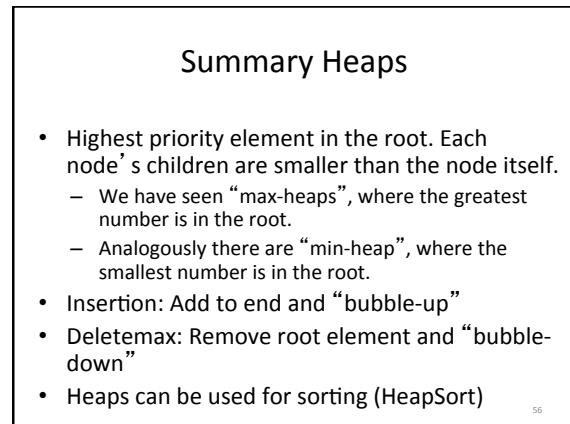 Summary Heaps
• Highest priority element in the root. Each
node's children are smaller than the node itself.
– We have seen “max-heaps”, where the greatest
number is in the root.
– Analogously there are “min-heap”, where the
smallest number is in the root.
• Insertion: Add to end and “bubble-up”
• Deletemax: Remove root element and “bubble-
down”
• Heaps can be used for sorting (HeapSort)
56